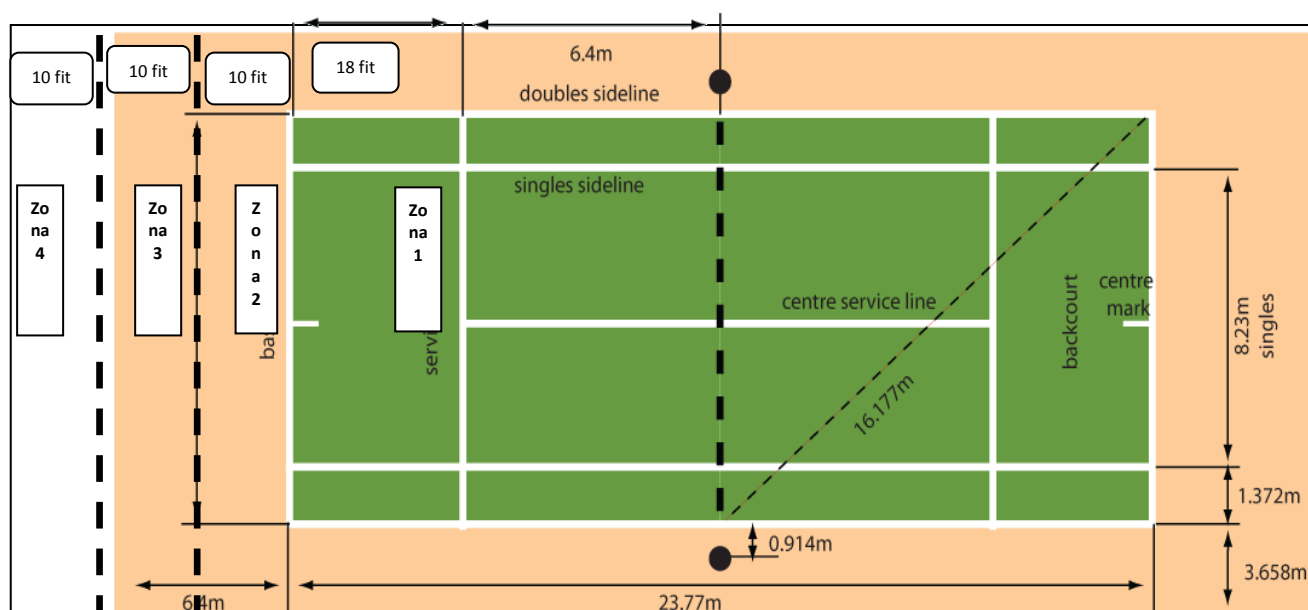 10 fit
10 fit
10 fit
18 fit
6.4m
doubles sideline
singles sideline
Zo
na
4
Zo
na
3
Z
o
n
a
2
Zo
na
1
centre service line
backcourt
centre
mark
8.23m
singles
16.177m
1.372m
0.914m
3.658m
6.4m
23.77m